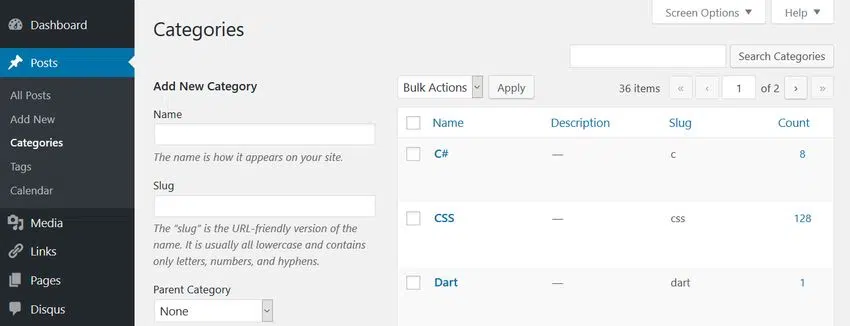 Dashboard
Posts
All Posts
Add New
Categories
Tags
Calendar
Media
Links
Pages
Disqus
Screen Options ▼
Help ▼
Categories
Search Categories
Add New Category
Name
The name is how it appears on your site.
Slug
The “slug” is the URL-friendly version of the
name. It is usually all lowercase and contains
only letters, numbers, and hyphens.
Parent Category
None
Bulk Actions Apply 36 items « ‹ 1 of 2 › »
Name Description Slug Count
C# — c 8
CSS — css 128
Dart — dart 1